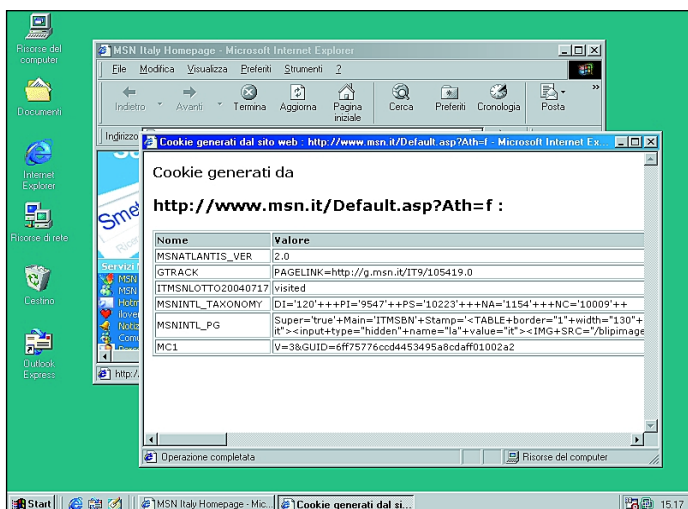 Risorse del
computer
Documenti
Internet
Explorer
Risorse di rete
Cestino
Outlook
Express
MSN Italy Homepage - Microsoft Internet Explorer
File Modifica Visualizza Preferiti Strumenti ?
Indietro Avanti Termina Aggiorna Pagina iniziale Cerca Preferiti Cronologia Posta »
Indirizzo
Smet
Servizi
MSN
MSN
Hotm
ilove
Notiz
Comu
http:/
Cookie generati dal sito web : http://www.msn.it/Default.asp?Ath=f - Microsoft Internet Ex...
Cookie generati da
http://www.msn.it/Default.asp?Ath=f :
Nome Valore
MSNATLANTIS_VER 2.0
GTRACK PAGELINK=http://g.msn.it/IT9/105419.0
ITMSNLOTTO20040717 visited
MSNINTL_TAXONOMY DI='120'+++PI='9547'++PS='10223'+++NA='1154'+++NC='10009'++
MSNINTL_PG Super='true'+Main='ITMSBN'+Stamp='<TABLE+border="1"+width="130"+
it"><input+type="hidden"+name="la"+value="it"><IMG+SRC="/blipimage
MC1 V=3&GUID=6ff75776ccd4453495a8cdaff01002a2
Operazione completata Risorse del computer
Start MSN Italy Homepage - Mic... Cookie generati dal si... 15.17